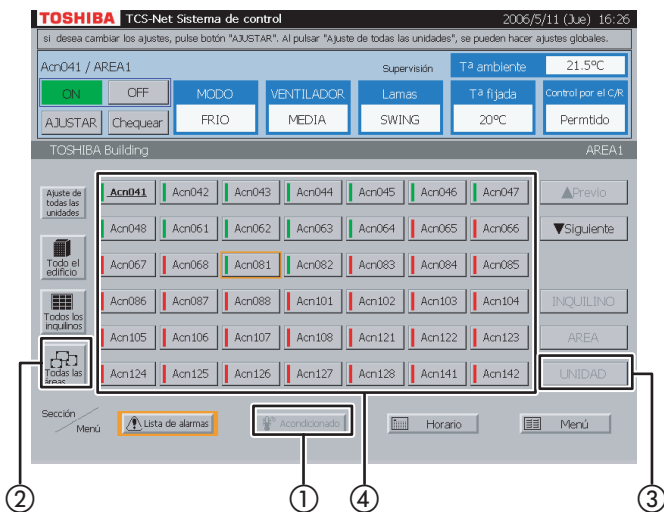 TOSHIBA TCS-Net Sistema de control 2006/5/11 (Jue) 16:26
si desea cambiar los ajustes, pulse botón "AJUSTAR". Al pulsar "Ajuste de todas las unidades", se pueden hacer ajustes globales.
Acn041 / AREA1 Supervisión Tª ambiente 21.5ºC
ON OFF MODO VENTILADOR Lamas Tª fijada Control por el C/R
AJUSTAR Chequear FRIO MEDIA SWING 20ºC Permtido
TOSHIBA Building AREA1
Ajuste de
todas las
unidades
Acn041 Acn042 Acn043 Acn044 Acn045 Acn046 Acn047 ▲Previo
Acn048 Acn061 Acn062 Acn063 Acn064 Acn065 Acn066 ▼Siguiente
Todo el
edificio
Acn067 Acn068 Acn081 Acn082 Acn083 Acn084 Acn085
Todos los
inquilinos
Acn086 Acn087 Acn088 Acn101 Acn102 Acn103 Acn104 INQUILINO
Acn105 Acn106 Acn107 Acn108 Acn121 Acn122 Acn123 AREA
Todas las
áreas
Acn124 Acn125 Acn126 Acn127 Acn128 Acn141 Acn142 UNIDAD
Sección
Menú
Lista de alarmas Acondicionado Horario Menú
② ① ④ ③